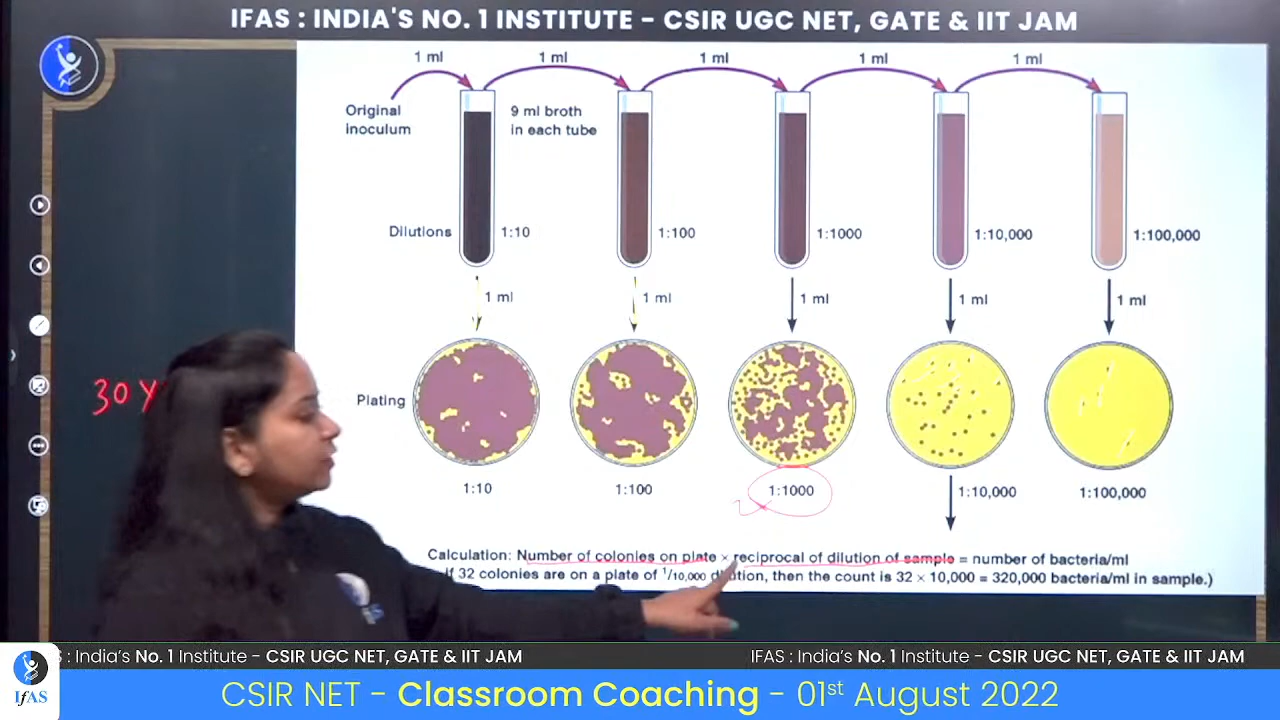 IFAS : INDIA'S NO. 1 INSTITUTE - CSIR UGC NET, GATE & IIT JAM
1 ml 1 ml 1 ml 1 ml 1 ml
Original
inoculum
9 ml broth
in each tube
Dilutions 1:10 1:100 1:1000 1:10,000 1:100,000
1 ml 1 ml 1 ml 1 ml 1 ml
30
Plating
1:10 1:100 1:1000 1:10,000 1:100,000
Calculation: Number of colonies on plate × reciprocal of dilution of sample = number of bacteria/ml
If 32 colonies are on a plate of 1/10,000 dilution, then the count is 32 × 10,000 = 320,000 bacteria/ml in sample.)
: India's No. 1 Institute - CSIR UGC NET, GATE & IIT JAM IFAS : India's No. 1 Institute - CSIR UGC NET, GATE & IIT JAM
IFAS
CSIR NET - Classroom Coaching - 01st August 2022